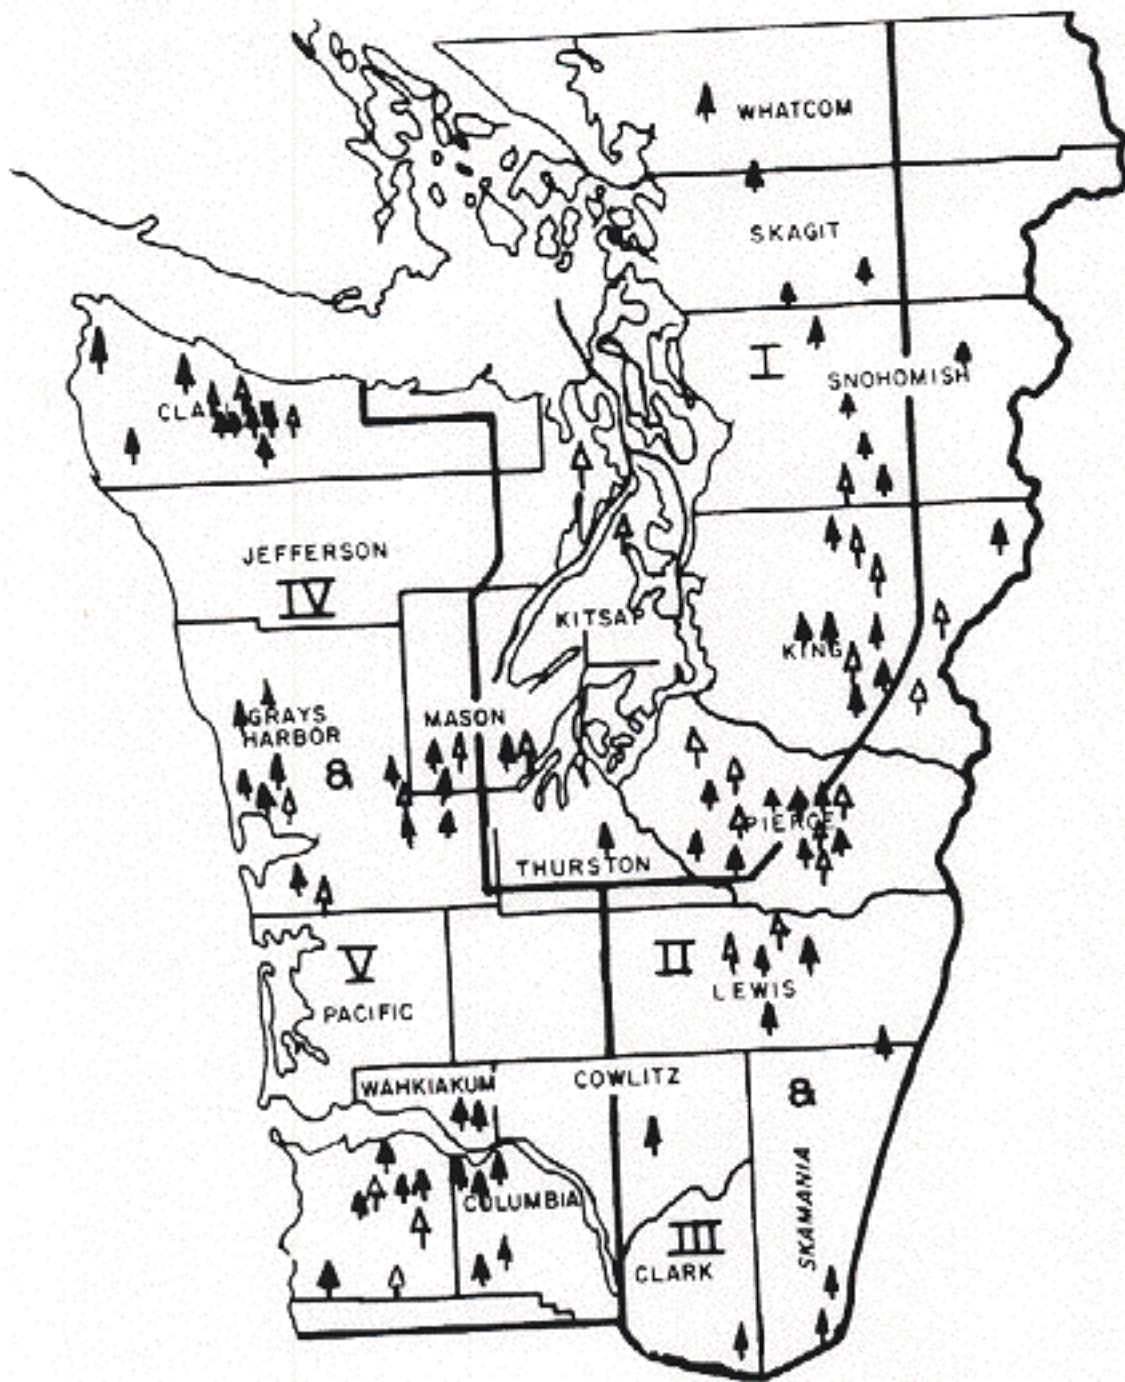 WHATCOM
SKAGIT
I
SNOHOMISH
JEFFERSON
IV
KITSAP
KING
GRAYS
HARBOR
&
MASON
PIERCE
THURSTON
II
LEWIS
V
PACIFIC
WAHKIAKUM
COWLITZ
&
COLUMBIA
SKAMANIA
III
CLARK